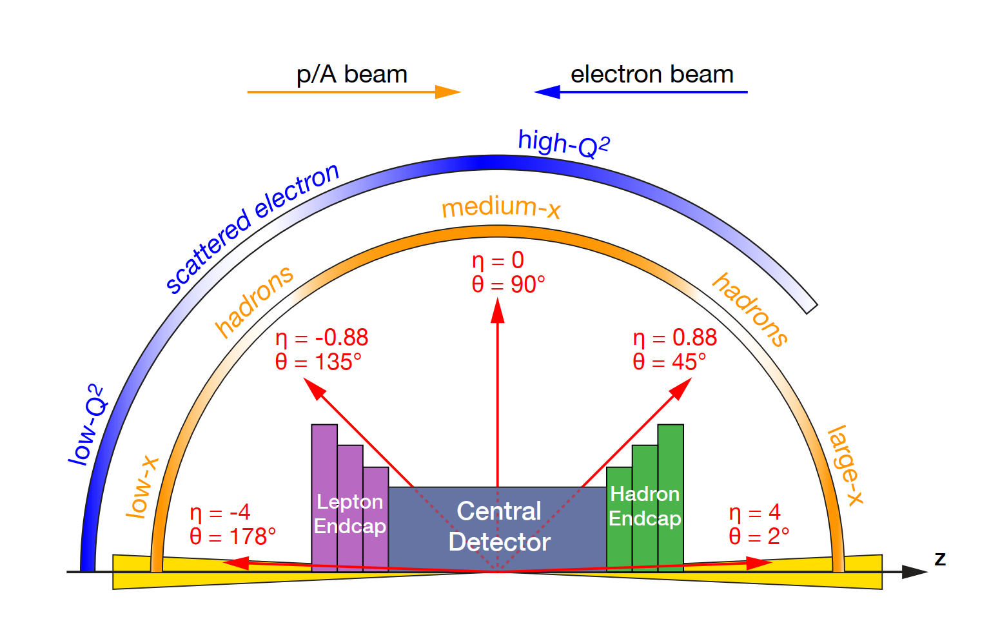 p/A beam
electron beam
high-Q²
scattered electron
medium-x
η = 0
θ = 90°
hadrons
hadrons
η = -0.88
θ = 135°
η = 0.88
θ = 45°
low-Q²
low-x
large-x
Lepton
Endcap
Central
Detector
Hadron
Endcap
η = -4
θ = 178°
η = 4
θ = 2°
z